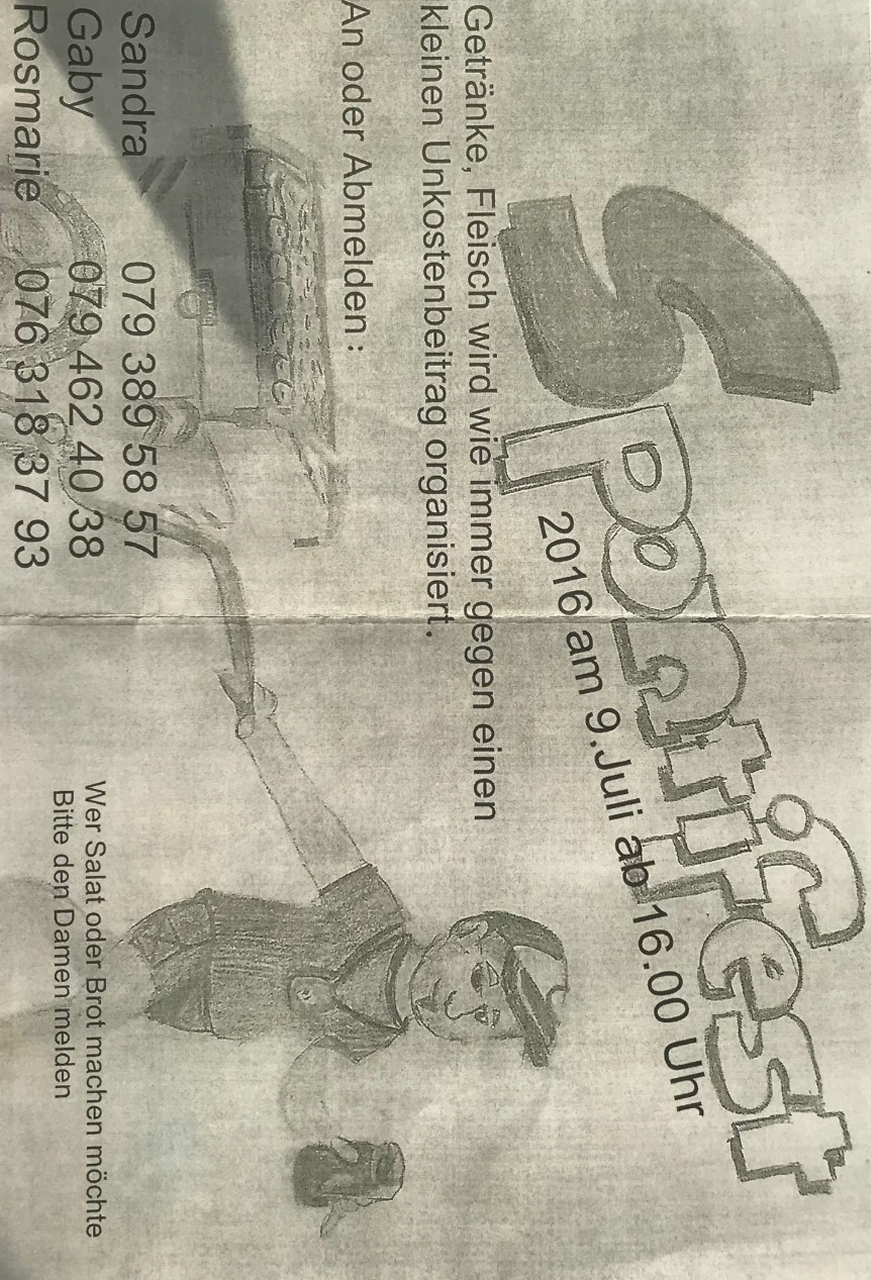 Spontifest
2016 am 9.Juli ab 16.00 Uhr
Getränke, Fleisch wird wie immer gegen einen
kleinen Unkostenbeitrag organisiert.
An oder Abmelden :
Sandra 079 389 58 57
Gaby 079 462 40 38
Rosmarie 076 318 37 93
Wer Salat oder Brot machen möchte
Bitte den Damen melden